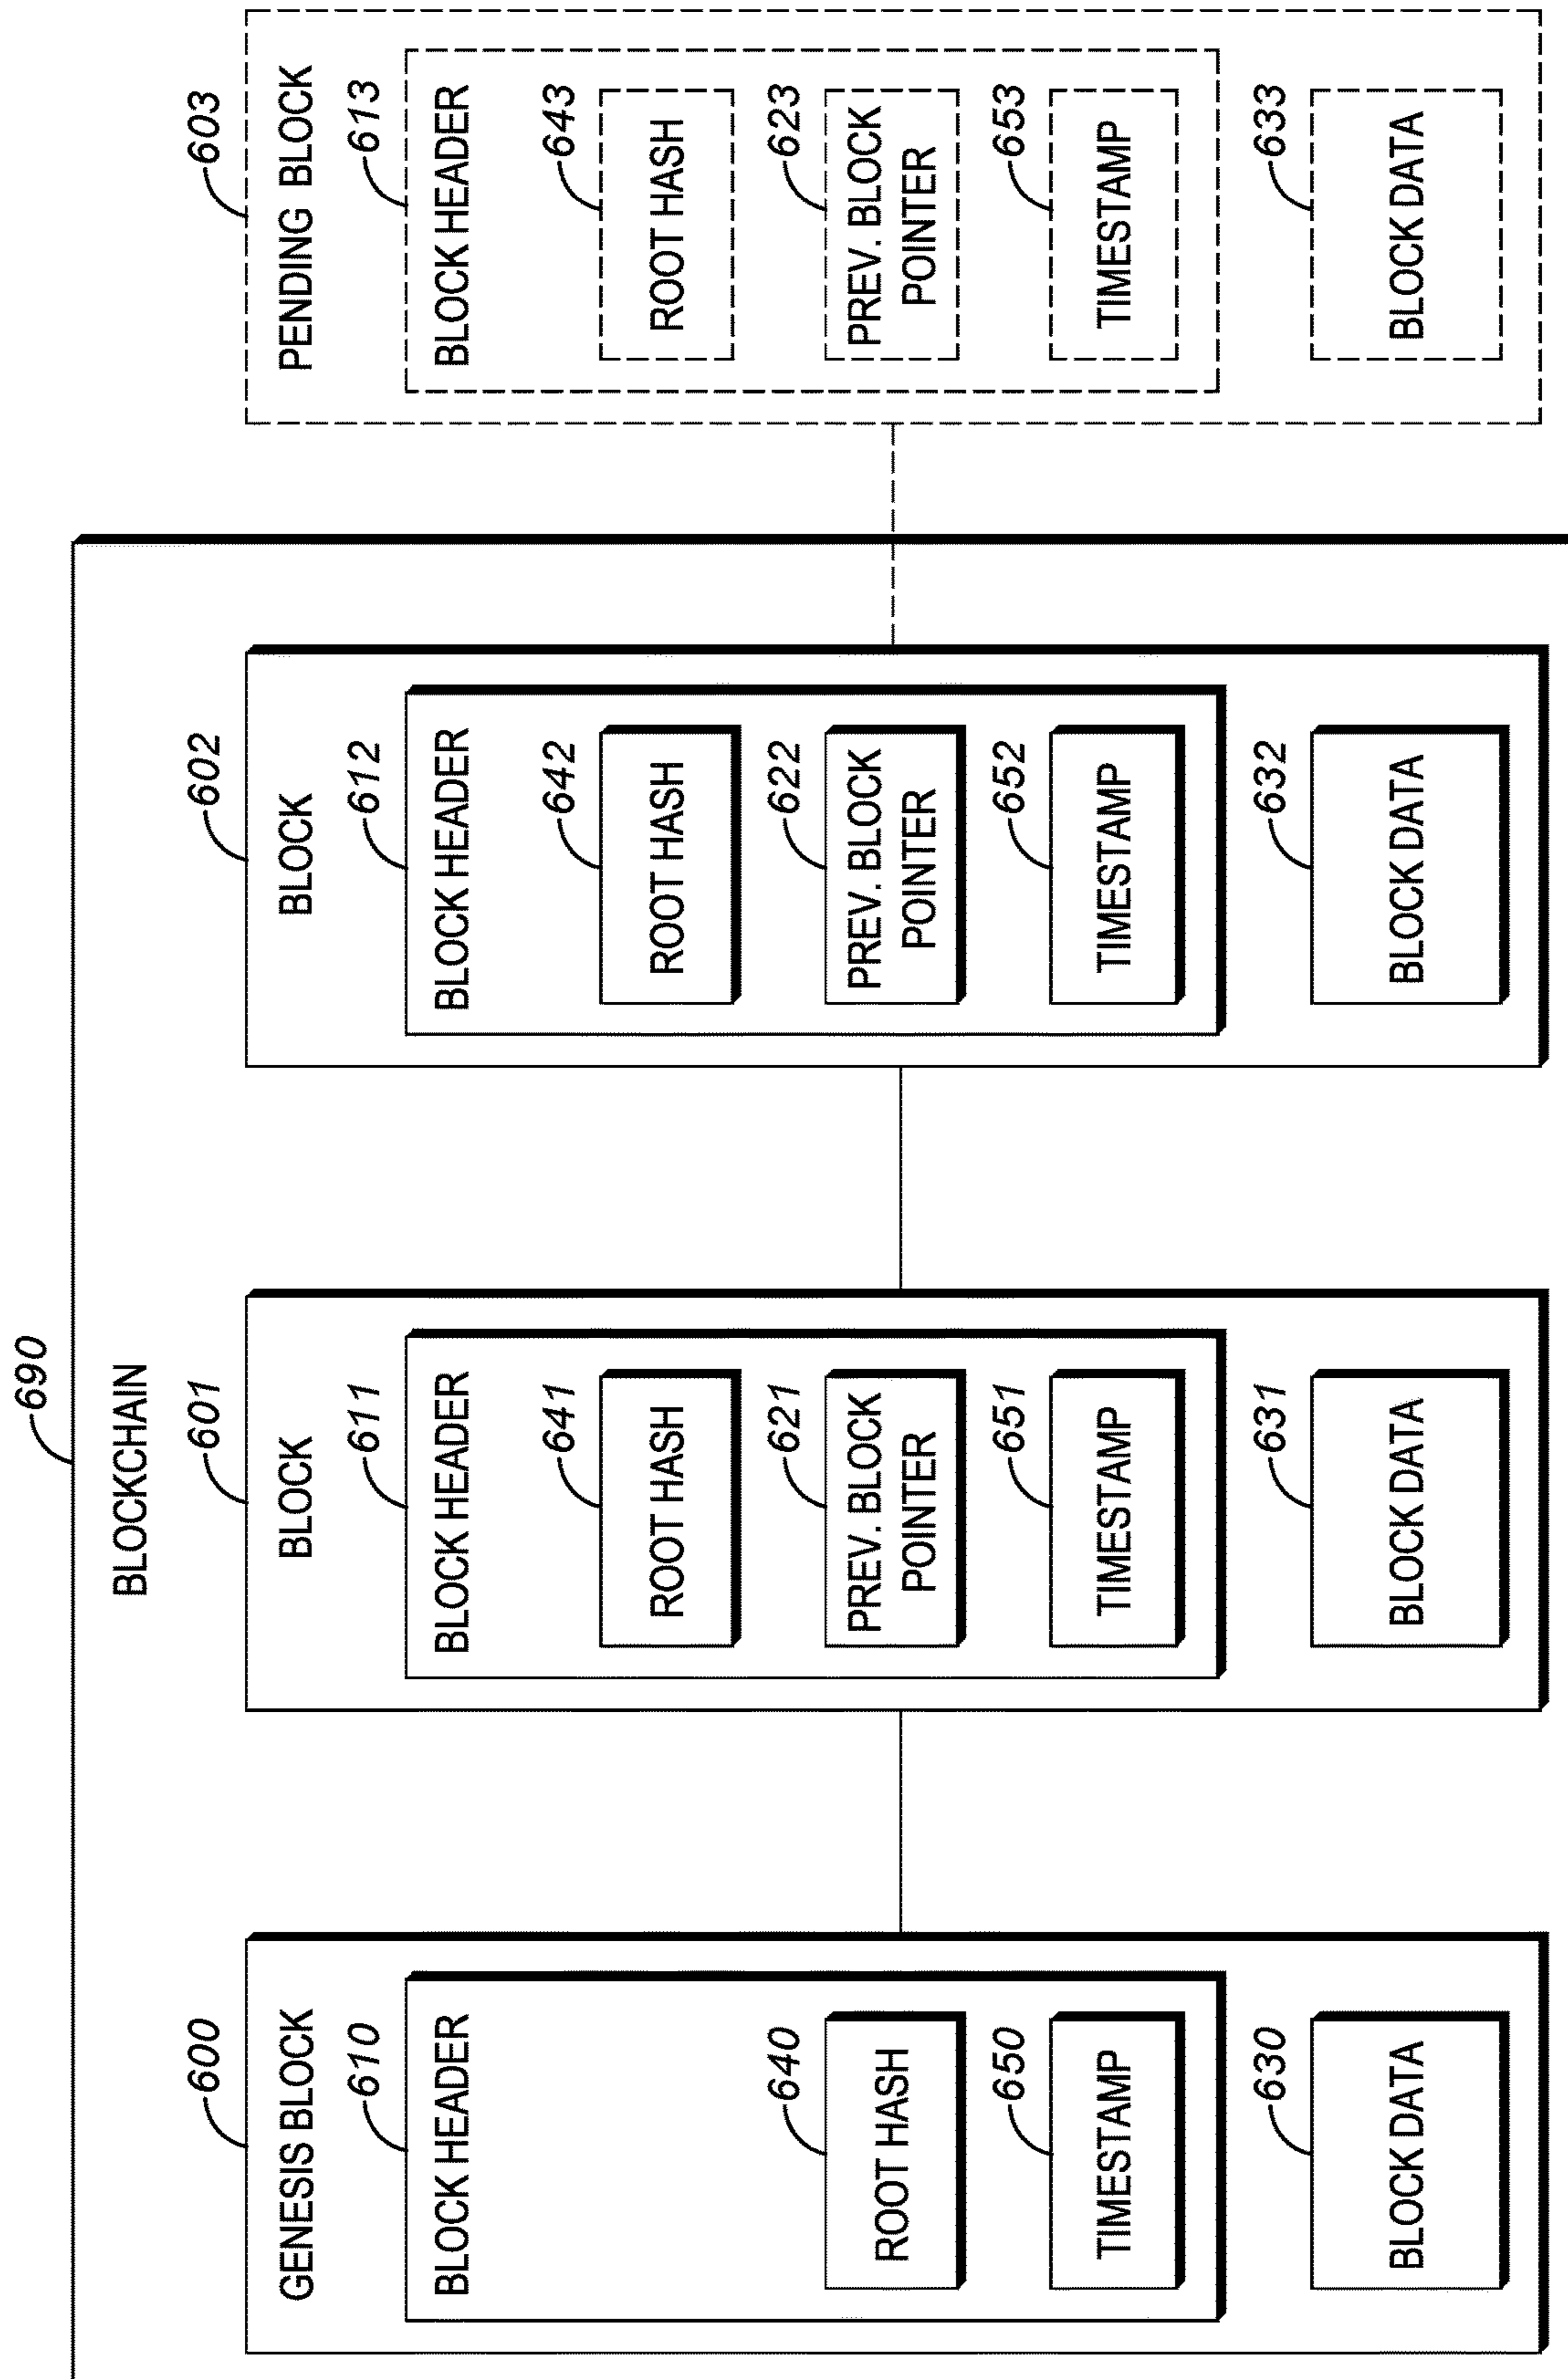 690
BLOCKCHAIN
600
GENESIS BLOCK
610
BLOCK HEADER
640
ROOT HASH
650
TIMESTAMP
630
BLOCK DATA
601
BLOCK
611
BLOCK HEADER
641
ROOT HASH
621
PREV. BLOCK
POINTER
651
TIMESTAMP
631
BLOCK DATA
602
BLOCK
612
BLOCK HEADER
642
ROOT HASH
622
PREV. BLOCK
POINTER
652
TIMESTAMP
632
BLOCK DATA
603
PENDING BLOCK
613
BLOCK HEADER
643
ROOT HASH
623
PREV. BLOCK
POINTER
653
TIMESTAMP
633
BLOCK DATA